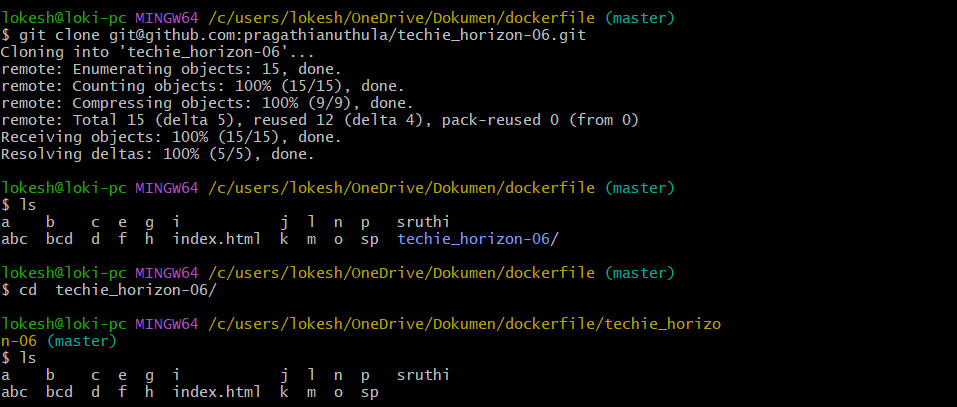 lokesh@loki-pc MINGW64 /c/users/lokesh/OneDrive/Dokumen/dockerfile (master)
$ git clone git@github.com:pragathianuthula/techie_horizon-06.git
Cloning into 'techie_horizon-06'...
remote: Enumerating objects: 15, done.
remote: Counting objects: 100% (15/15), done.
remote: Compressing objects: 100% (9/9), done.
remote: Total 15 (delta 5), reused 12 (delta 4), pack-reused 0 (from 0)
Receiving objects: 100% (15/15), done.
Resolving deltas: 100% (5/5), done.
lokesh@loki-pc MINGW64 /c/users/lokesh/OneDrive/Dokumen/dockerfile (master)
$ ls
a    b    c  e  g  i           j  l  n  p   sruthi
abc  bcd  d  f  h  index.html  k  m  o  sp  techie_horizon-06/
lokesh@loki-pc MINGW64 /c/users/lokesh/OneDrive/Dokumen/dockerfile (master)
$ cd  techie_horizon-06/
lokesh@loki-pc MINGW64 /c/users/lokesh/OneDrive/Dokumen/dockerfile/techie_horizo
n-06 (master)
$ ls
a    b    c  e  g  i           j  l  n  p   sruthi
abc  bcd  d  f  h  index.html  k  m  o  sp